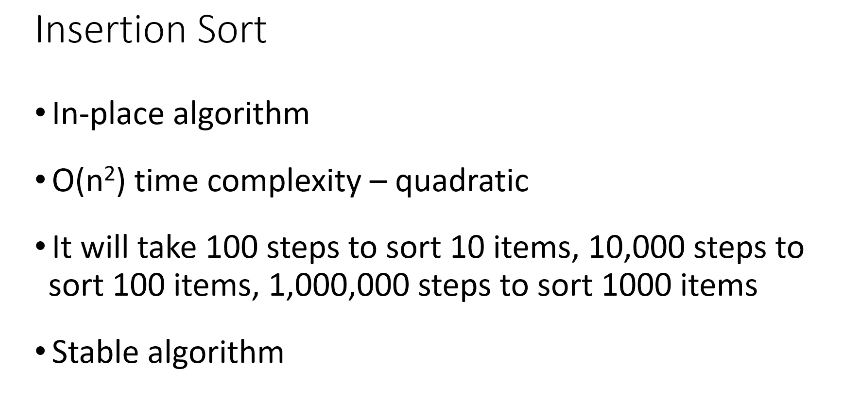 Insertion Sort
• In-place algorithm
• O(n²) time complexity – quadratic
• It will take 100 steps to sort 10 items, 10,000 steps to
sort 100 items, 1,000,000 steps to sort 1000 items
• Stable algorithm